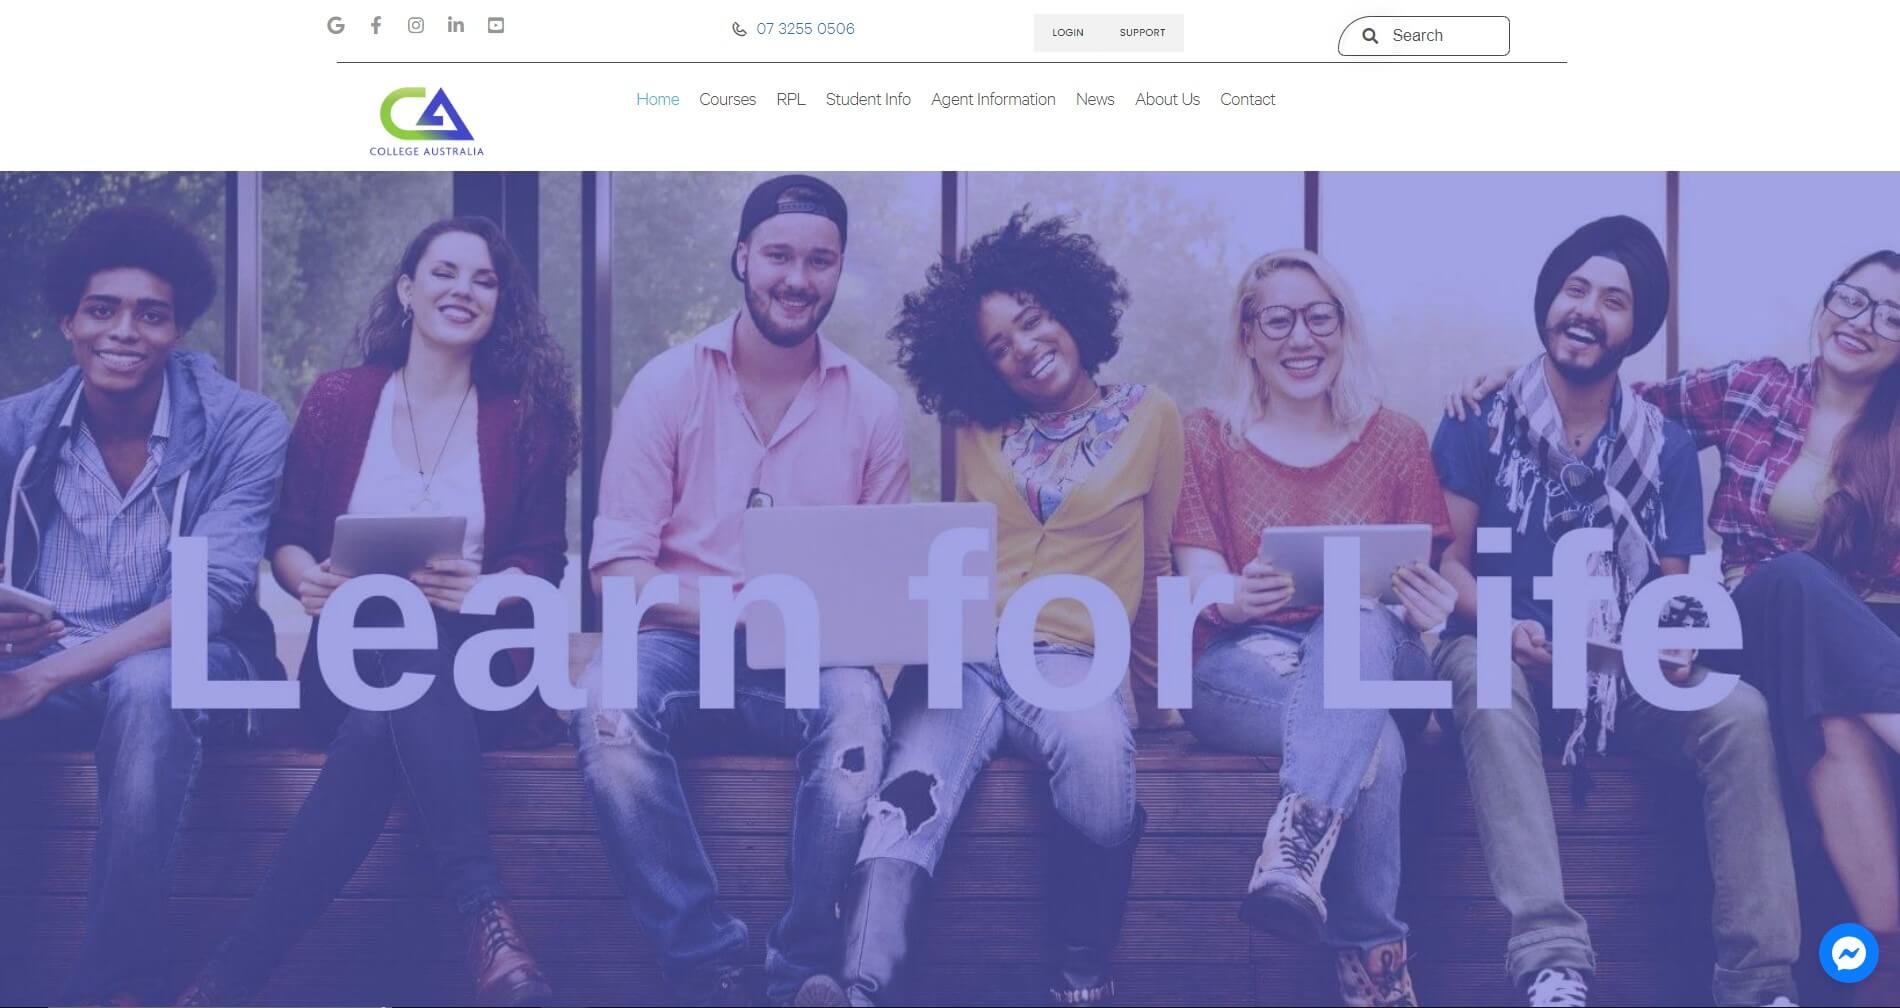 07 3255 0506
LOGIN SUPPORT
Search
Home Courses RPL Student Info Agent Information News About Us Contact
CA
COLLEGE AUSTRALIA
Learn for Life